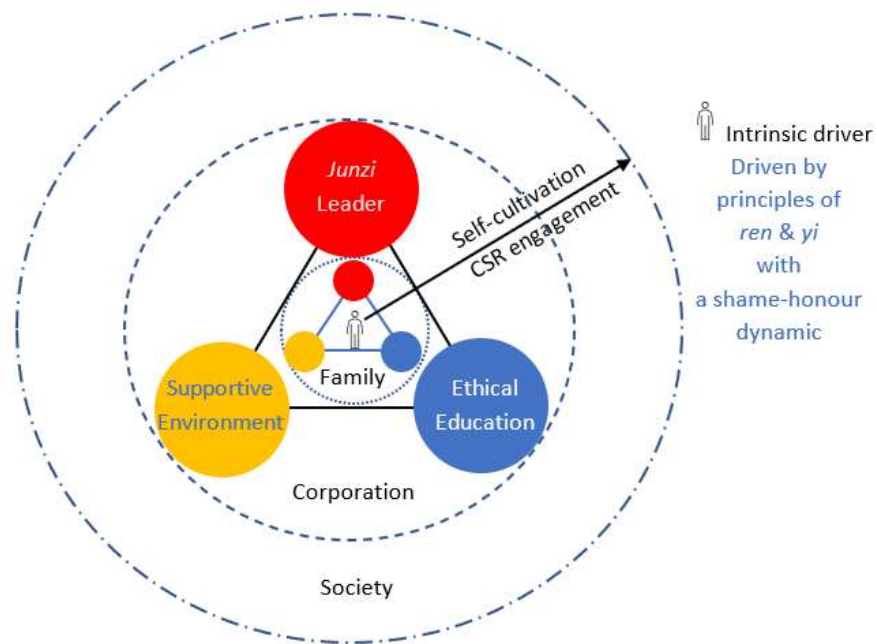 Junzi
Leader
Self-cultivation
CSR engagement
Family
Supportive
Environment
Ethical
Education
Corporation
Society
Intrinsic driver
Driven by
principles of
ren & yi
with
a shame-honour
dynamic